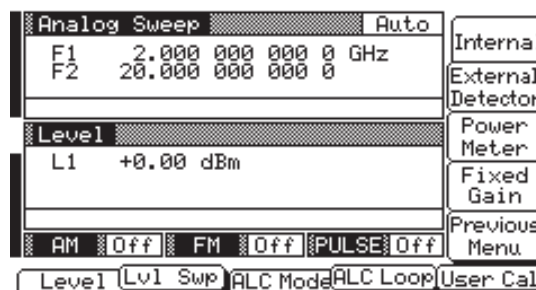 Analog Sweep Auto
F1 2.000 000 000 0 GHz
F2 20.000 000 000 0
Level
L1 +0.00 dBm
AM Off FM Off PULSE Off
Interna
External
Detector
Power
Meter
Fixed
Gain
Previous
Menu
Level Lvl Swp ALC Mode ALC Loop User Cal